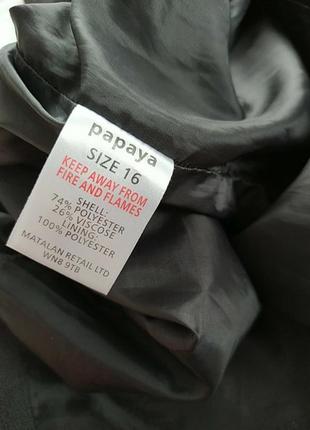 papaya
SIZE 16
KEEP AWAY FROM
FIRE AND FLAMES
SHELL:
74% POLYESTER
26% VISCOSE
LINING:
100% POLYESTER
MATALAN RETAIL LTD
WN8 9TB